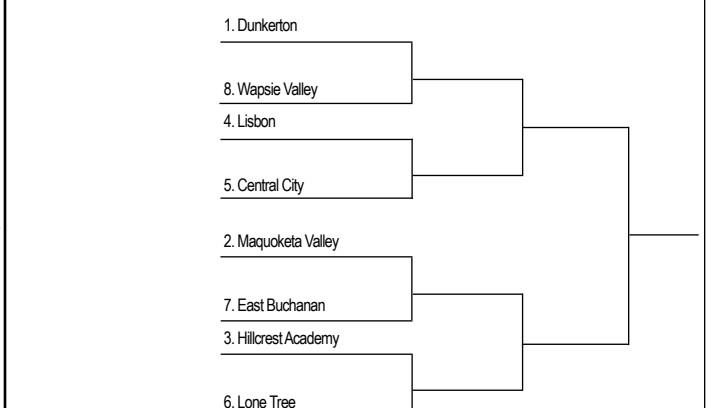 1. Dunkerton
8. Wapsie Valley
4. Lisbon
5. Central City
2. Maquoketa Valley
7. East Buchanan
3. Hillcrest Academy
6. Lone Tree